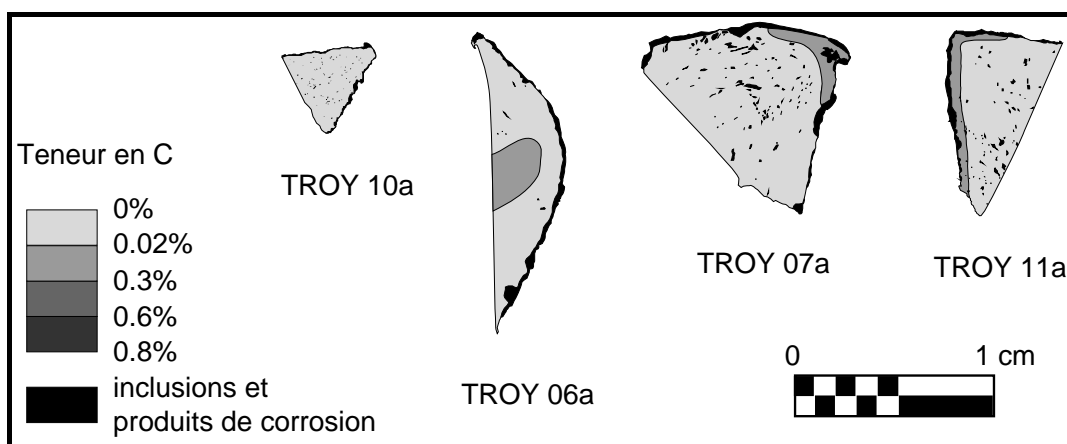 TROY 10a
TROY 06a
TROY 07a
TROY 11a
Teneur en C
0%
0.02%
0.3%
0.6%
0.8%
inclusions et
produits de corrosion
0 1 cm